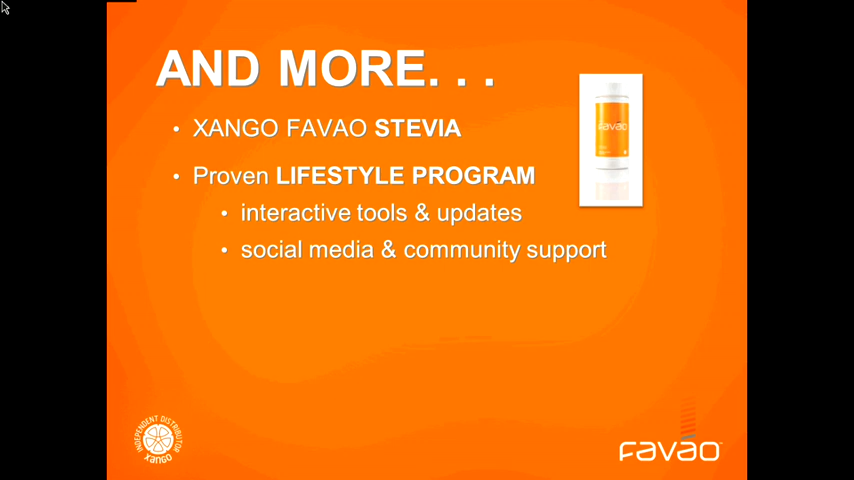 AND MORE. . .
• XANGO FAVAO STEVIA
• Proven LIFESTYLE PROGRAM
• interactive tools & updates
• social media & community support
favao
INDEPENDENT DISTRIBUTOR
XANGO
FAVAO